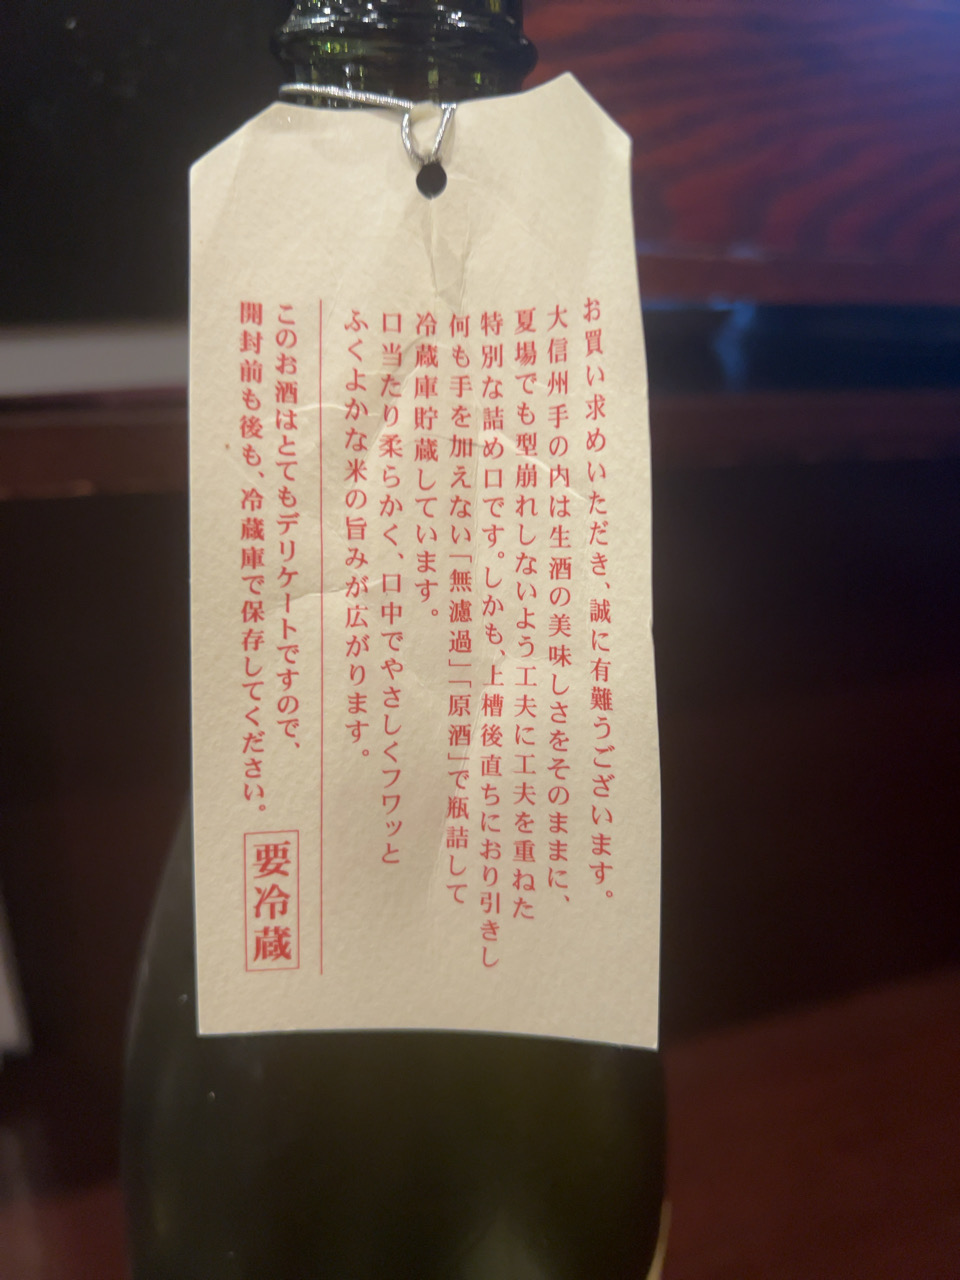 お買い求めいただき、誠に有難うございます。
大信州手の内は生酒の美味しさをそのままに、
夏場でも型崩れしないよう工夫に工夫を重ねた
特別な詰め口です。しかも、上槽後直ちにおり引きし
何も手を加えない「無濾過」「原酒」で瓶詰して
冷蔵庫貯蔵しています。
口当たり柔らかく、口中でやさしくフワッと
ふくよかな米の旨みが広がります。
このお酒はとてもデリケートですので、
開封前も後も、冷蔵庫で保存してください。
要冷蔵